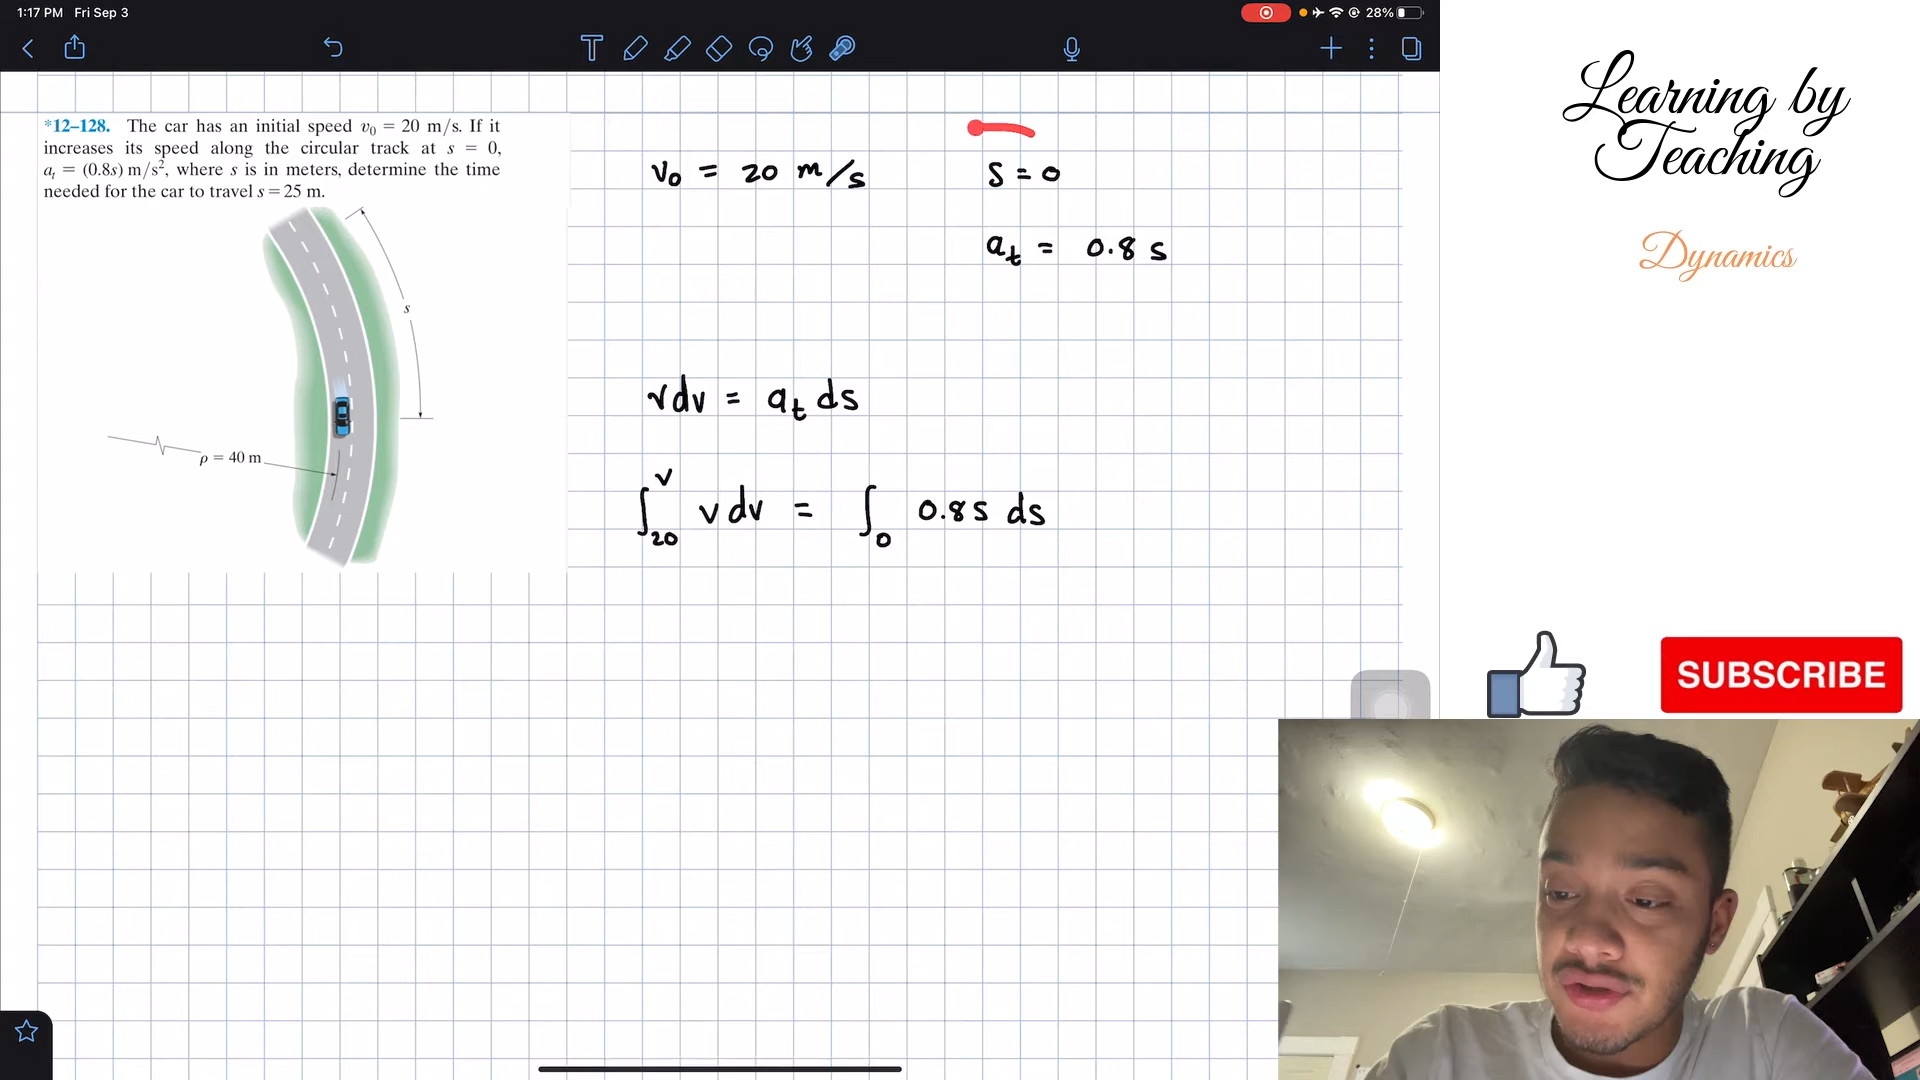 1:17 PM Fri Sep 3
28%
*12–128. The car has an initial speed v₀ = 20 m/s. If it
increases its speed along the circular track at s = 0,
aₜ = (0.8s) m/s², where s is in meters, determine the time
needed for the car to travel s = 25 m.
s
ρ = 40 m
v₀ = 20 m/s
s = 0
aₜ = 0.8 s
vdv = aₜ ds
∫₂₀ᵛ v dv = ∫₀ 0.8s ds
Learning by
Teaching
Dynamics
SUBSCRIBE